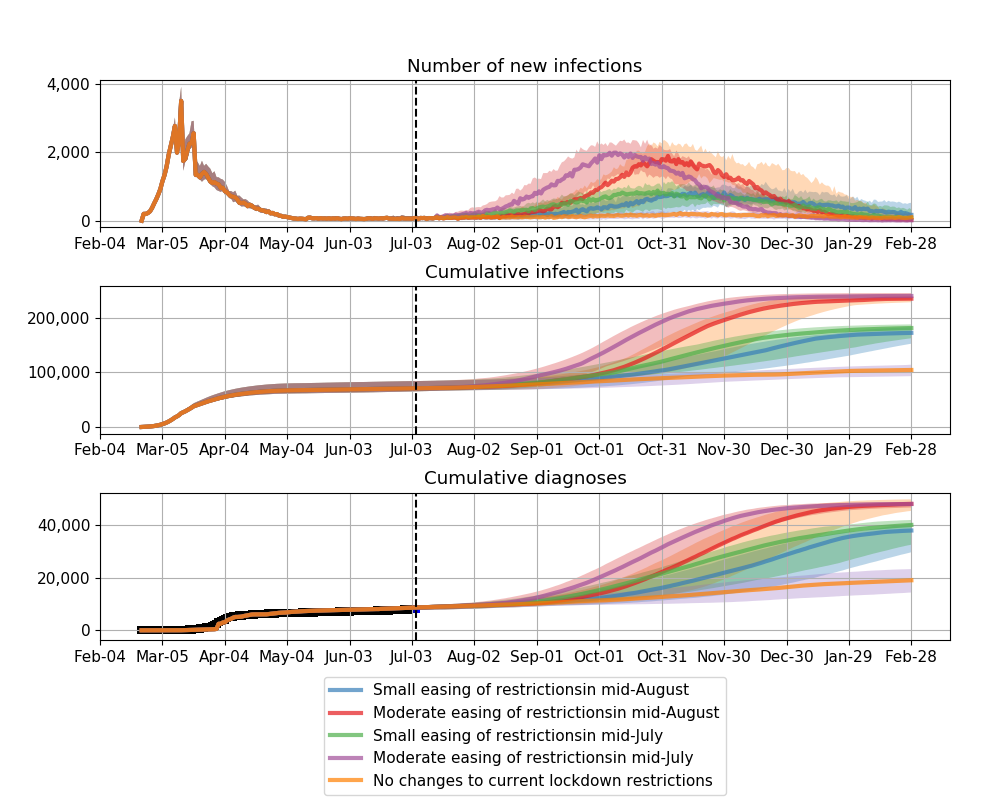 Number of new infections
4,000
2,000
0
Feb-04 Mar-05 Apr-04 May-04 Jun-03 Jul-03 Aug-02 Sep-01 Oct-01 Oct-31 Nov-30 Dec-30 Jan-29 Feb-28
Cumulative infections
200,000
100,000
0
Feb-04 Mar-05 Apr-04 May-04 Jun-03 Jul-03 Aug-02 Sep-01 Oct-01 Oct-31 Nov-30 Dec-30 Jan-29 Feb-28
Cumulative diagnoses
40,000
20,000
0
Feb-04 Mar-05 Apr-04 May-04 Jun-03 Jul-03 Aug-02 Sep-01 Oct-01 Oct-31 Nov-30 Dec-30 Jan-29 Feb-28
Small easing of restrictionsin mid-August
Moderate easing of restrictionsin mid-August
Small easing of restrictionsin mid-July
Moderate easing of restrictionsin mid-July
No changes to current lockdown restrictions